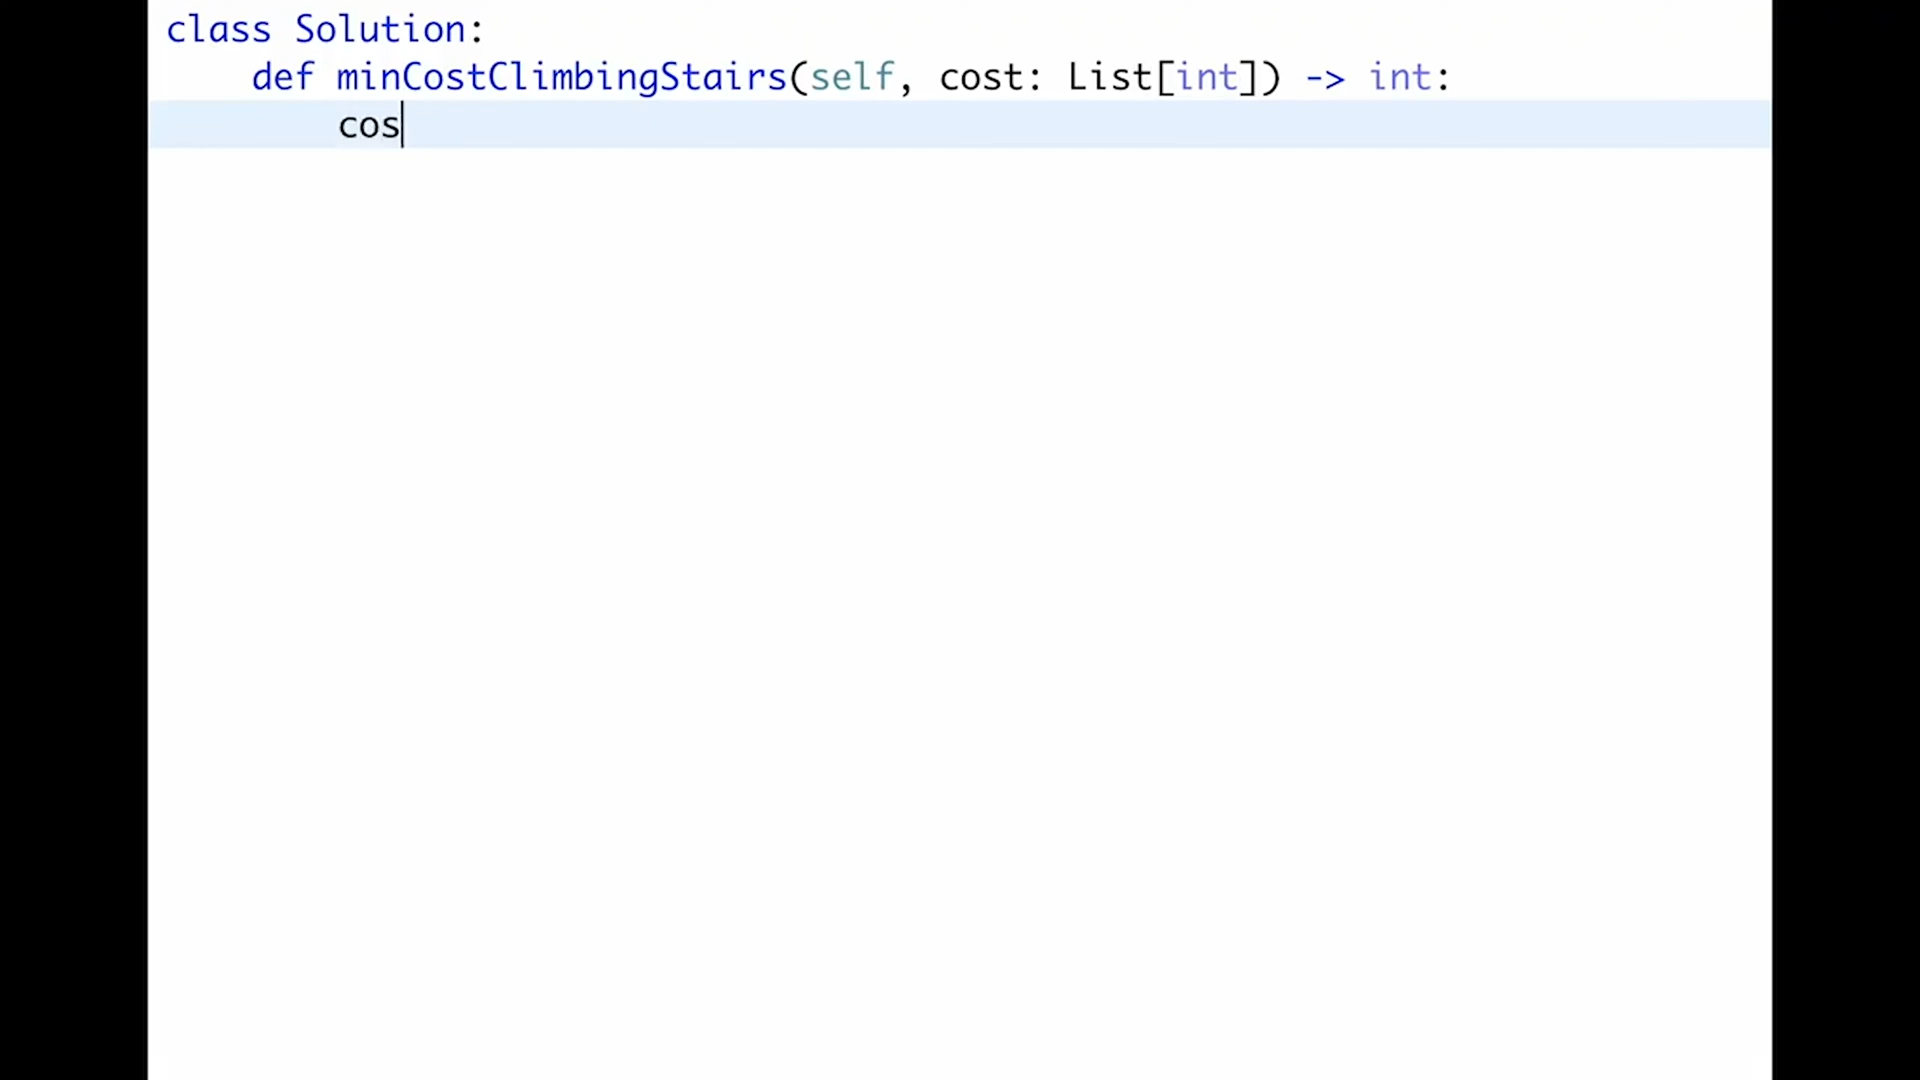 class Solution:
    def minCostClimbingStairs(self, cost: List[int]) -> int:
        cos